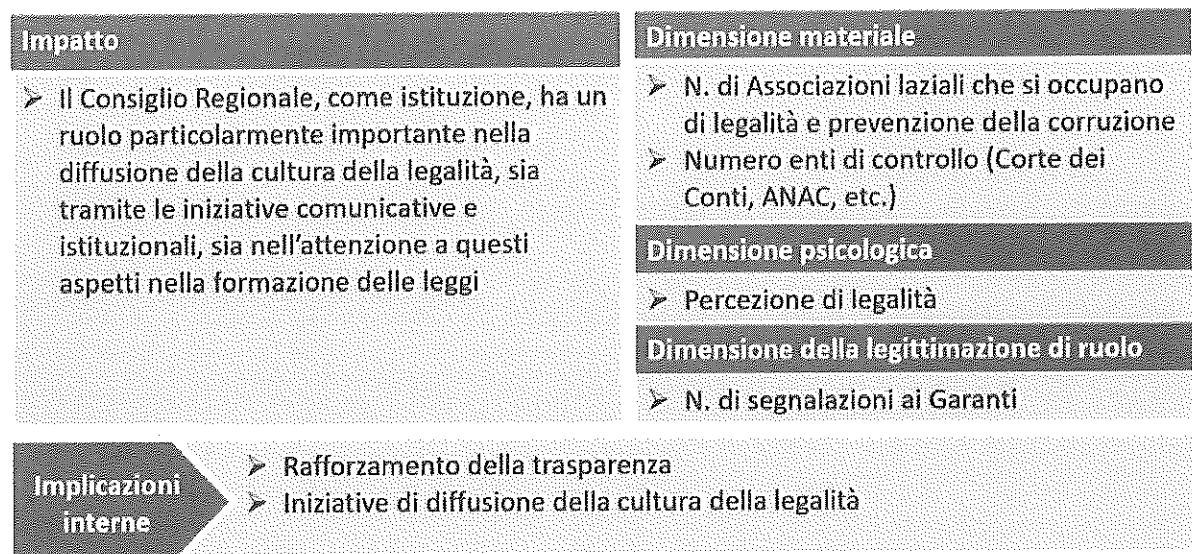 Impatto
➢ Il Consiglio Regionale, come istituzione, ha un
ruolo particolarmente importante nella
diffusione della cultura della legalità, sia
tramite le iniziative comunicative e
istituzionali, sia nell'attenzione a questi
aspetti nella formazione delle leggi
Dimensione materiale
➢ N. di Associazioni laziali che si occupano
di legalità e prevenzione della corruzione
➢ Numero enti di controllo (Corte dei
Conti, ANAC, etc.)
Dimensione psicologica
➢ Percezione di legalità
Dimensione della legittimazione di ruolo
➢ N. di segnalazioni ai Garanti
Implicazioni
interne
➢ Rafforzamento della trasparenza
➢ Iniziative di diffusione della cultura della legalità